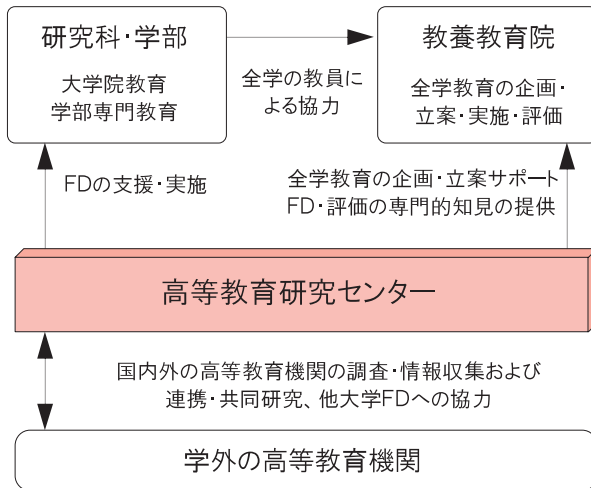 研究科・学部
大学院教育
学部専門教育
全学の教員に
よる協力
教養教育院
全学教育の企画・
立案・実施・評価
FDの支援・実施
全学教育の企画・立案サポート
FD・評価の専門的知見の提供
高等教育研究センター
国内外の高等教育機関の調査・情報収集および
連携・共同研究、他大学FDへの協力
学外の高等教育機関